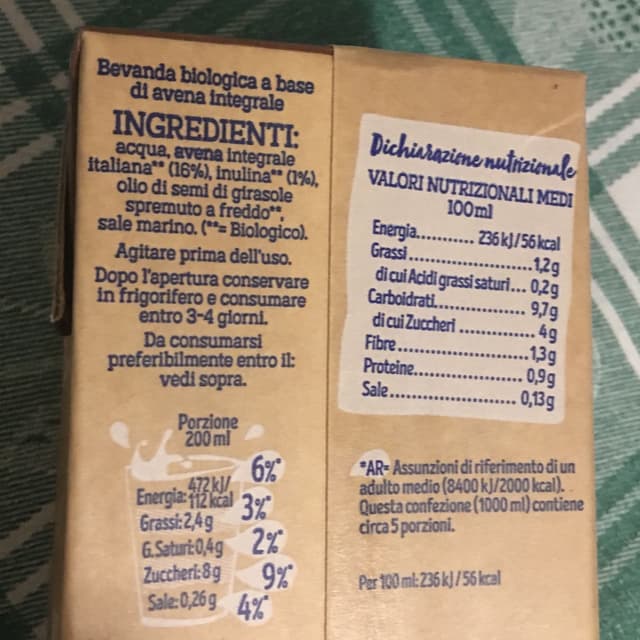 Bevanda biologica a base
di avena integrale
INGREDIENTI:
acqua, avena integrale
italiana** (16%), inulina** (1%),
olio di semi di girasole
spremuto a freddo**,
sale marino. (**= Biologico).
Agitare prima dell'uso.
Dopo l'apertura conservare
in frigorifero e consumare
entro 3-4 giorni.
Da consumarsi
preferibilmente entro il:
vedi sopra.
Porzione
200 ml
Energia: 472 kJ/
112 kcal 6%*
Grassi: 2,4 g 3%*
G. Saturi: 0,4 g 2%*
Zuccheri: 8 g 9%*
Sale: 0,26 g 4%*
Dichiarazione nutrizionale
VALORI NUTRIZIONALI MEDI
100ml
Energia........... 236 kJ/56 kcal
Grassi.......................1,2 g
di cui Acidi grassi saturi... 0,2 g
Carboidrati................. 9,7 g
di cui Zuccheri .............. 4 g
Fibre.........................1,3 g
Proteine.................... 0,9 g
Sale....................... 0,13 g
*AR= Assunzioni di riferimento di un
adulto medio (8400 kJ/2000 kcal).
Questa confezione (1000 ml) contiene
circa 5 porzioni.
Per 100 ml: 236 kJ / 56 kcal